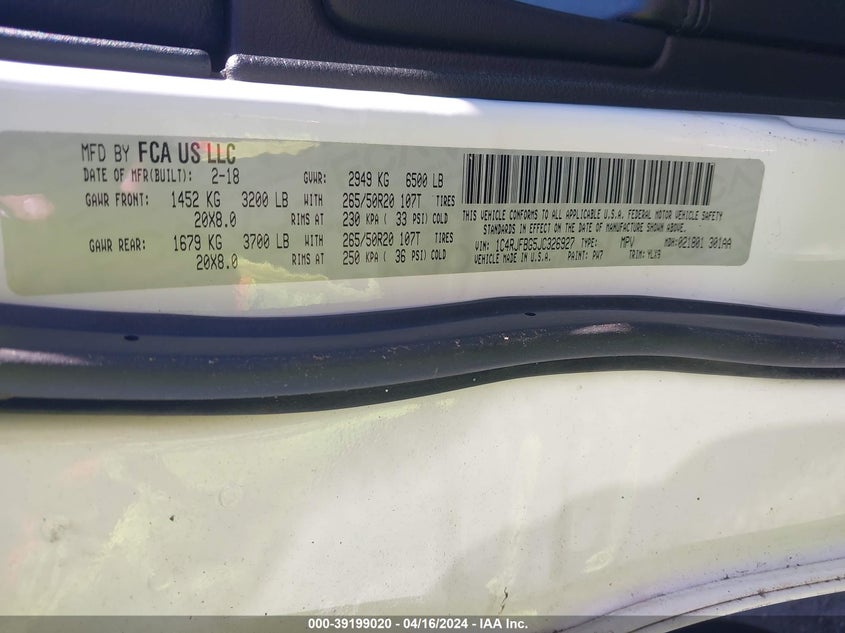 MFD BY FCA US LLC
DATE OF MFR(BUILT): 2-18 GVWR: 2949 KG 6500 LB
GAWR FRONT: 1452 KG 3200 LB WITH 265/50R20 107T TIRES
20X8.0 RIMS AT 230 KPA ( 33 PSI) COLD
GAWR REAR: 1679 KG 3700 LB WITH 265/50R20 107T TIRES
20X8.0 RIMS AT 250 KPA ( 36 PSI) COLD
THIS VEHICLE CONFORMS TO ALL APPLICABLE U.S.A. FEDERAL MOTOR VEHICLE SAFETY
STANDARDS IN EFFECT ON THE DATE OF MANUFACTURE SHOWN ABOVE.
VIN: 1C4RJFBG5JC326927 TYPE: MPV MDH:021801 301AA
VEHICLE MADE IN U.S.A. PAINT: PW7 TRIM: YLX9
000-39199020 - 04/16/2024 - IAA Inc.